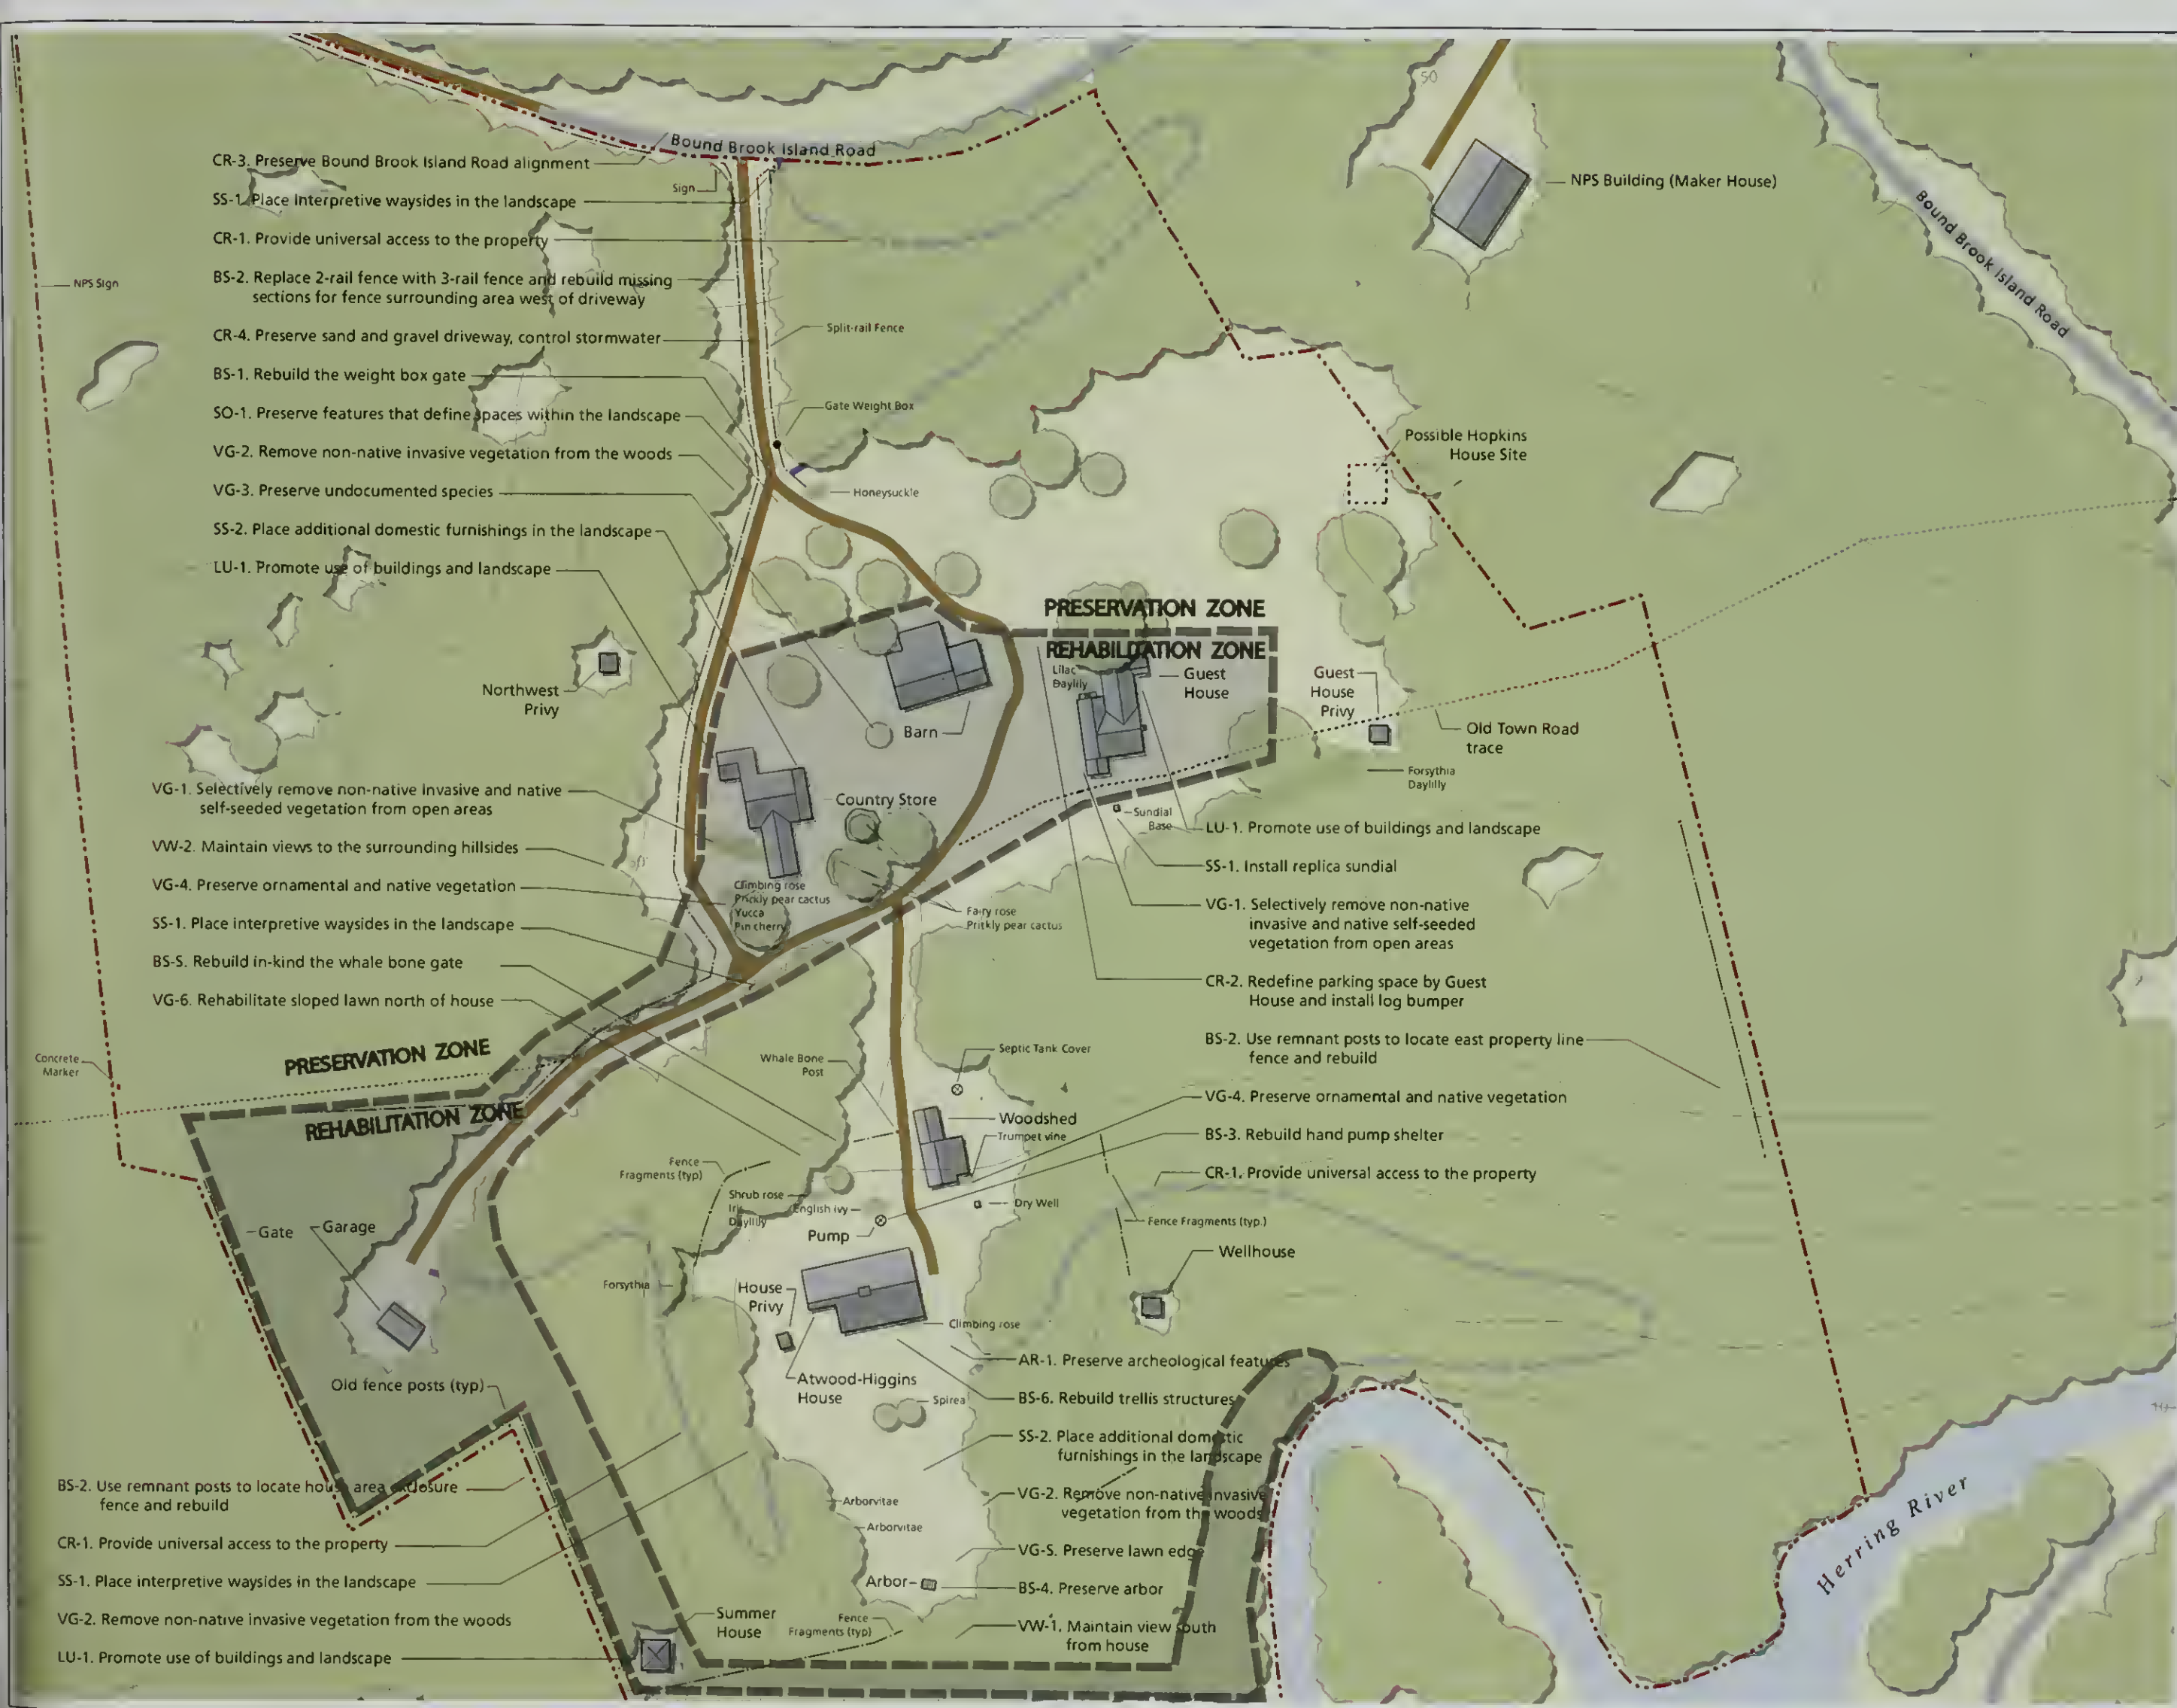 50
Bound Brook Island Road
CR-3. Preserve Bound Brook Island Road alignment
Sign
SS-1. Place Interpretive waysides in the landscape
CR-1. Provide universal access to the property
BS-2. Replace 2-rail fence with 3-rail fence and rebuild missing
sections for fence surrounding area west of driveway
NPS Sign
CR-4. Preserve sand and gravel driveway, control stormwater
Split-rail Fence
BS-1. Rebuild the weight box gate
SO-1. Preserve features that define spaces within the landscape
Gate Weight Box
VG-2. Remove non-native invasive vegetation from the woods
VG-3. Preserve undocumented species
Honeysuckle
SS-2. Place additional domestic furnishings in the landscape
LU-1. Promote use of buildings and landscape
NPS Building (Maker House)
Bound Brook Island Road
Possible Hopkins
House Site
PRESERVATION ZONE
REHABILITATION ZONE
Northwest
Privy
Barn
Lilac
Daylily
Guest
House
Guest
House
Privy
Old Town Road
trace
Forsythia
Daylilly
VG-1. Selectively remove non-native invasive and native
self-seeded vegetation from open areas
VW-2. Maintain views to the surrounding hillsides
VG-4. Preserve ornamental and native vegetation
SS-1. Place interpretive waysides in the landscape
BS-S. Rebuild in-kind the whale bone gate
VG-6. Rehabilitate sloped lawn north of house
50
Country Store
Climbing rose
Prickly pear cactus
Yucca
Pin cherry
Fairy rose
Prickly pear cactus
Sundial
Base
LU-1. Promote use of buildings and landscape
SS-1. Install replica sundial
VG-1. Selectively remove non-native
invasive and native self-seeded
vegetation from open areas
CR-2. Redefine parking space by Guest
House and install log bumper
BS-2. Use remnant posts to locate east property line
fence and rebuild
VG-4. Preserve ornamental and native vegetation
BS-3. Rebuild hand pump shelter
CR-1. Provide universal access to the property
PRESERVATION ZONE
REHABILITATION ZONE
Concrete
Marker
Whale Bone
Post
Septic Tank Cover
Woodshed
Trumpet vine
Fence
Fragments (typ)
Shrub rose
Iris
Daylilly
English ivy
Pump
Dry Well
Fence Fragments (typ.)
Wellhouse
Gate
Garage
Forsythia
House
Privy
Climbing rose
Atwood-Higgins
House
Spirea
Old fence posts (typ)
AR-1. Preserve archeological features
BS-6. Rebuild trellis structures
SS-2. Place additional domestic
furnishings in the landscape
VG-2. Remove non-native invasive
vegetation from the woods
VG-S. Preserve lawn edge
BS-4. Preserve arbor
VW-1. Maintain view south
from house
Arborvitae
Arborvitae
Arbor
BS-2. Use remnant posts to locate house area enclosure
fence and rebuild
CR-1. Provide universal access to the property
SS-1. Place interpretive waysides in the landscape
VG-2. Remove non-native invasive vegetation from the woods
LU-1. Promote use of buildings and landscape
Summer
House
Fence
Fragments (typ)
Herring River